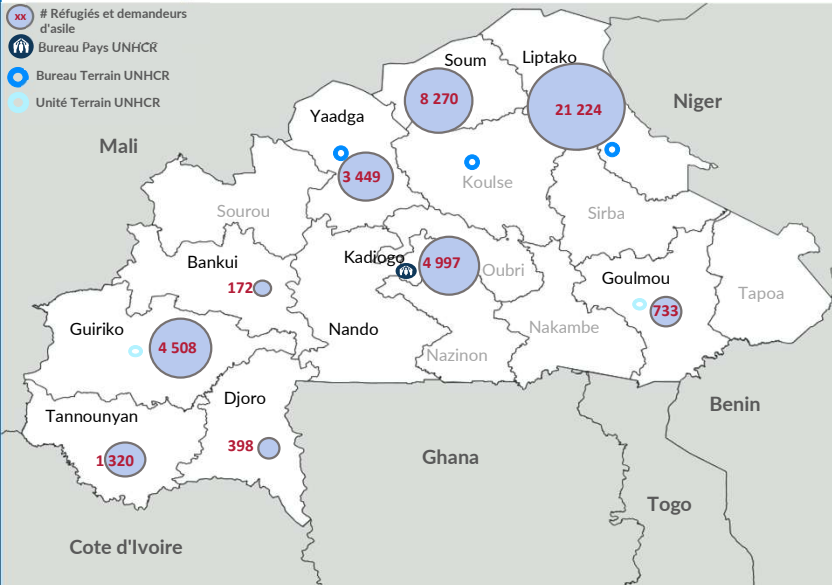 xx
# Réfugiés et demandeurs
d'asile
Bureau Pays UNHCR
Bureau Terrain UNHCR
Unité Terrain UNHCR
Soum
Liptako
8 270
21 224
Niger
Yaadga
Mali
3 449
Koulse
Sourou
Sirba
Kadiogo
Bankui
4 997
Oubri
Goulmou
172
Tapoa
733
Guiriko
Nando
Nakambe
4 508
Nazinon
Djoro
Benin
Tannounyan
398
1 320
Ghana
Togo
Cote d'Ivoire